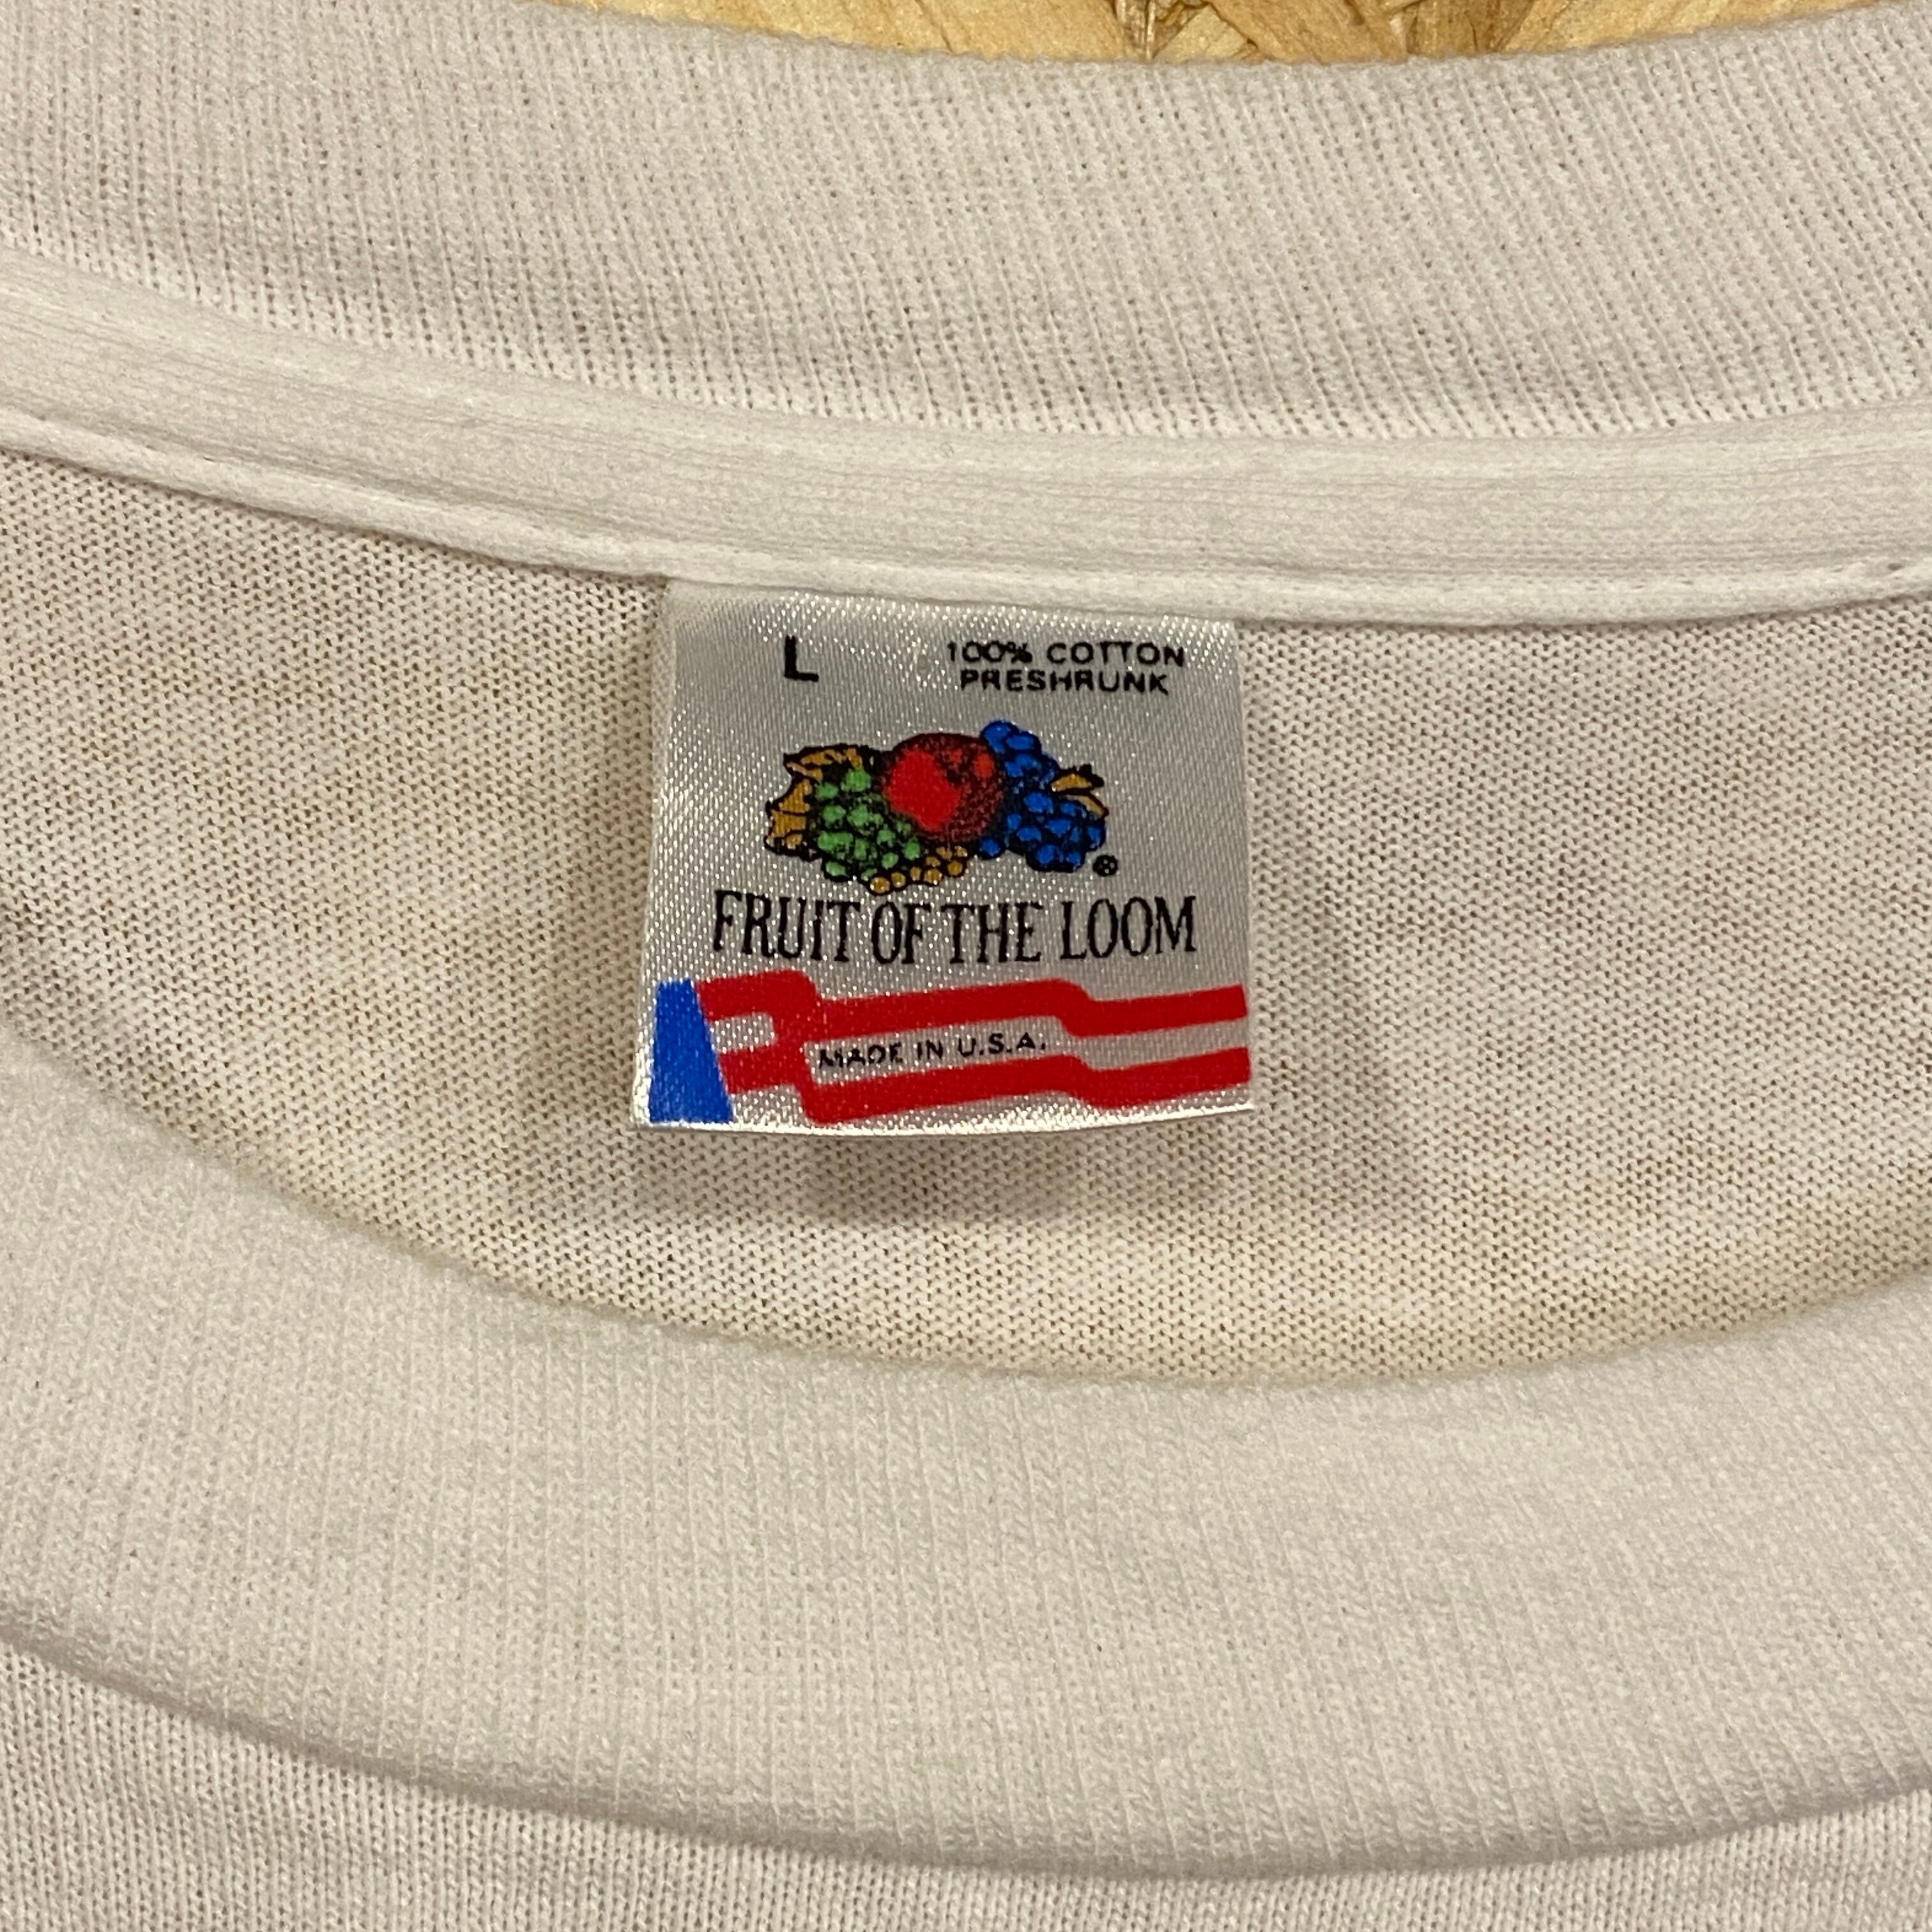 L 100% COTTON
PRESHRUNK
®
FRUIT OF THE LOOM
MADE IN U.S.A.